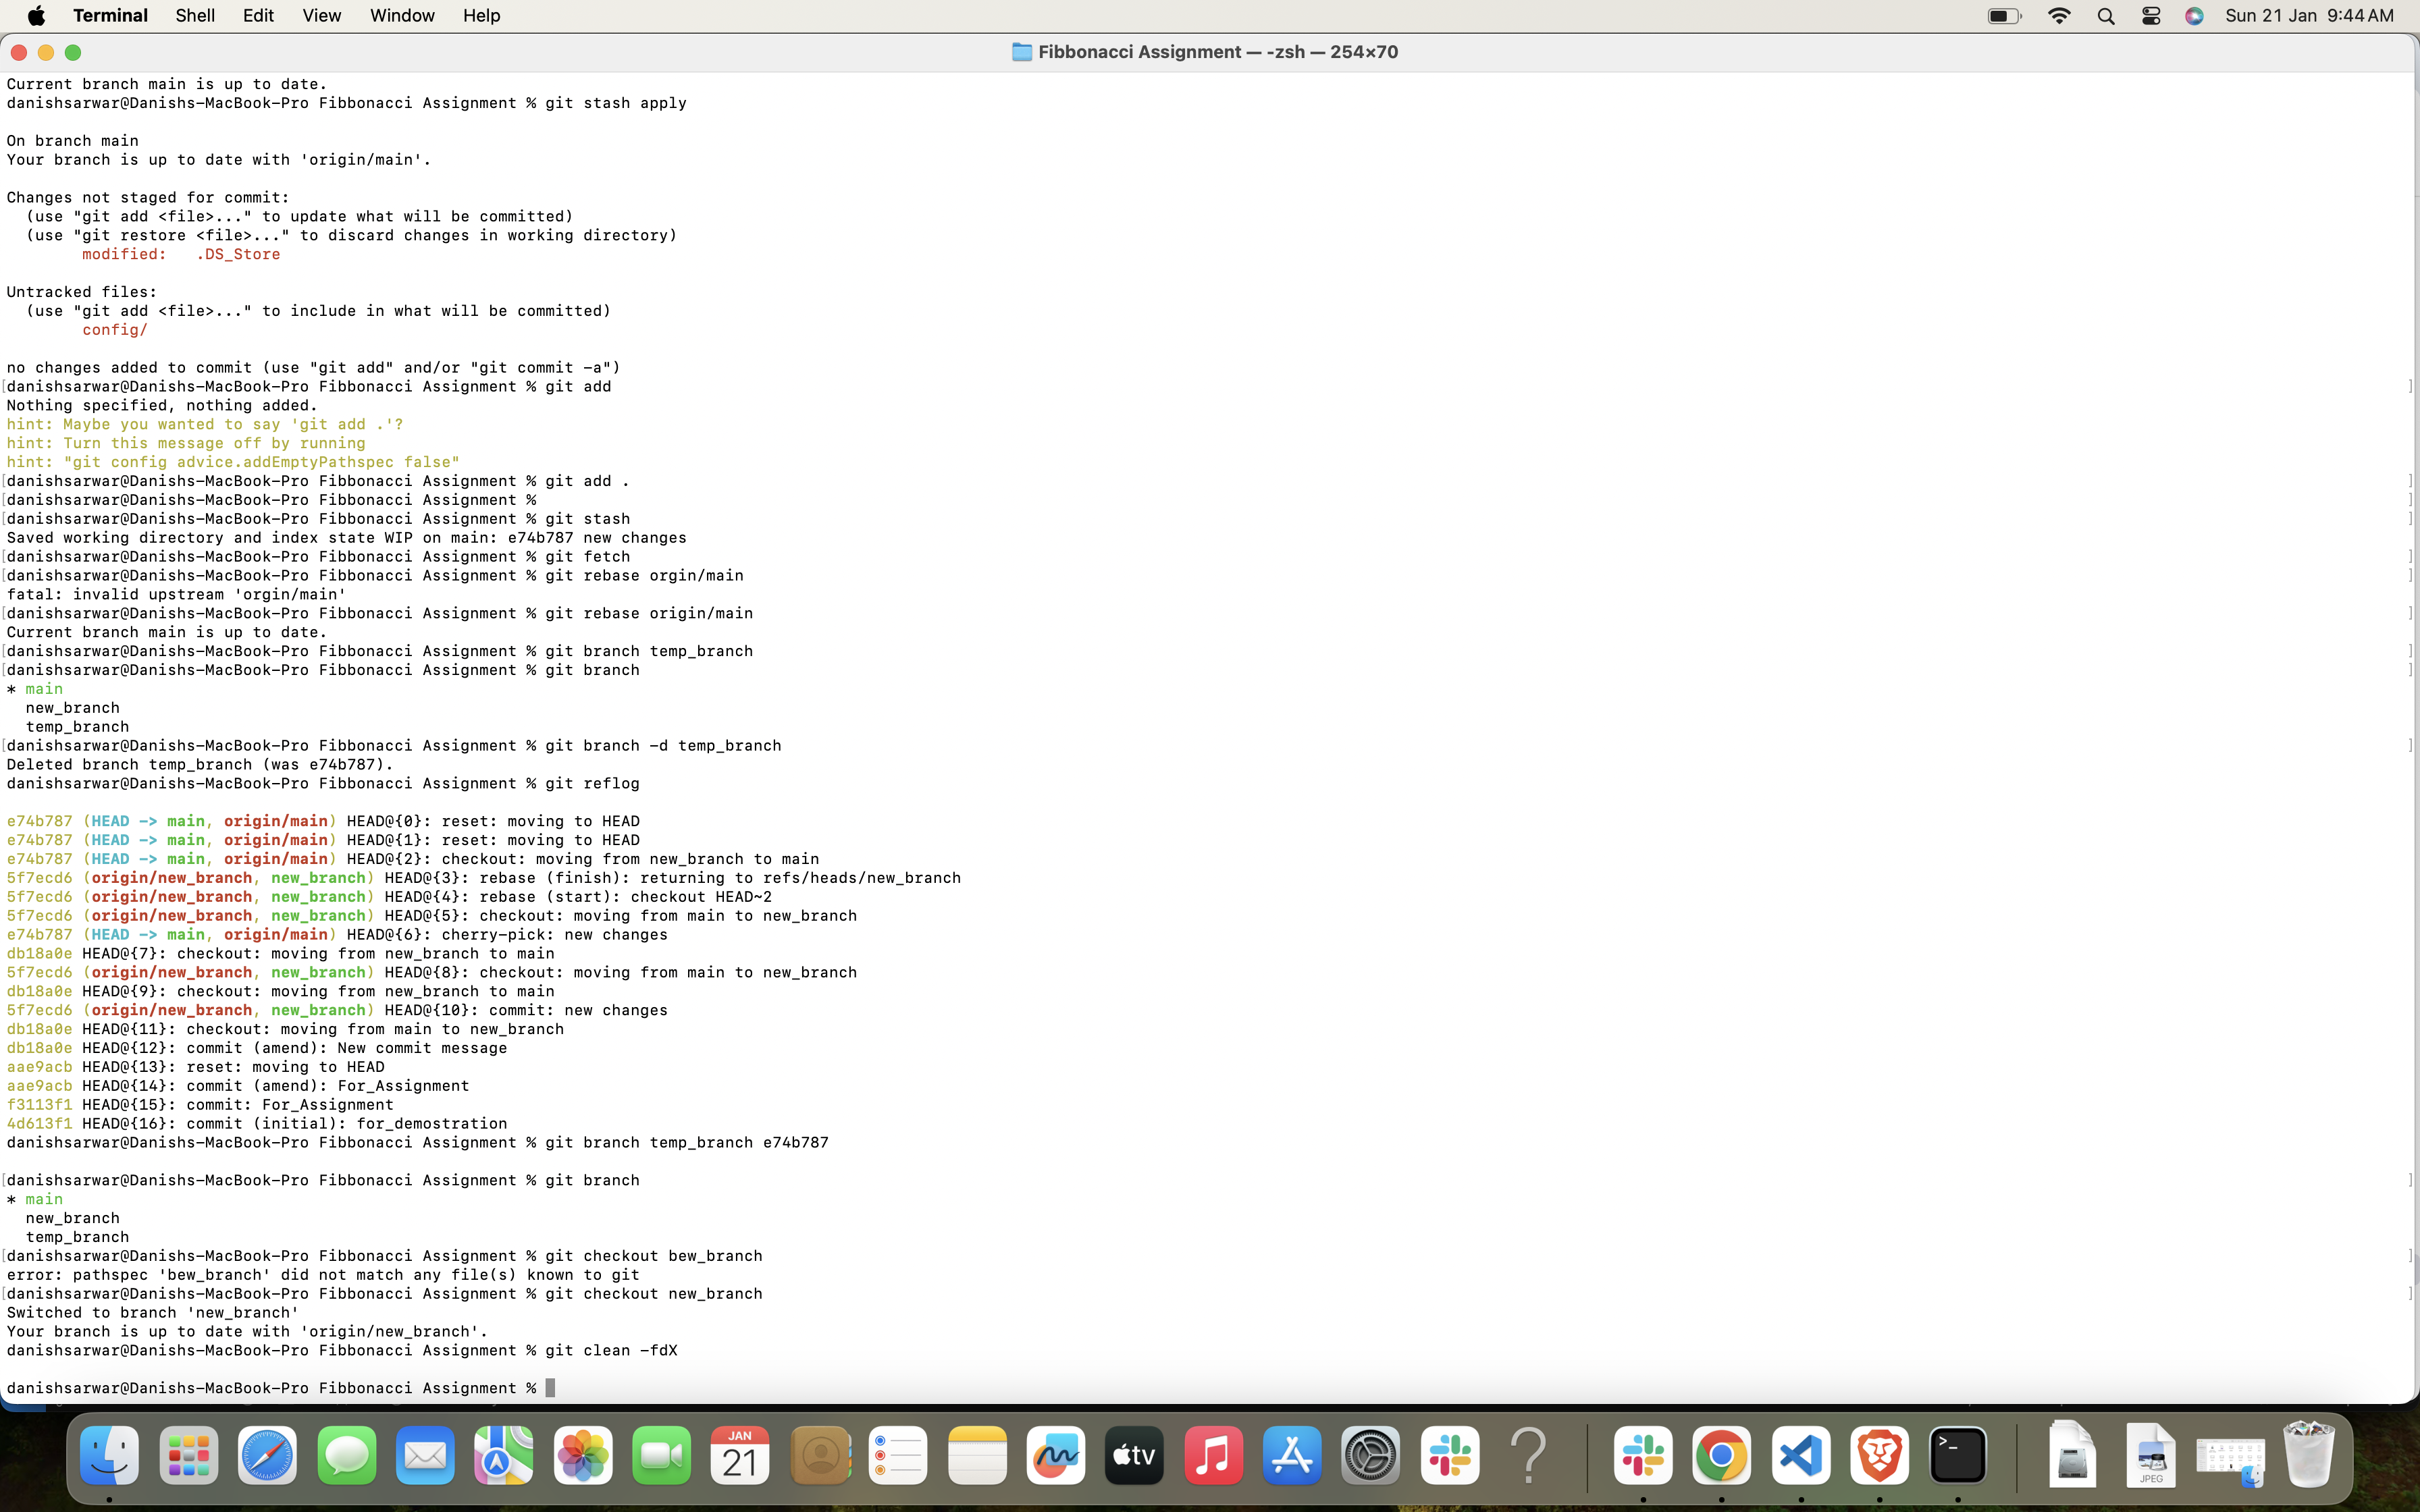 Terminal Shell Edit View Window Help Sun 21 Jan 9:44 AM
Fibbonacci Assignment — -zsh — 254×70
Current branch main is up to date.
danishsarwar@Danishs-MacBook-Pro Fibbonacci Assignment % git stash apply
On branch main
Your branch is up to date with 'origin/main'.
Changes not staged for commit:
  (use "git add <file>..." to update what will be committed)
  (use "git restore <file>..." to discard changes in working directory)
        modified:   .DS_Store
Untracked files:
  (use "git add <file>..." to include in what will be committed)
        config/
no changes added to commit (use "git add" and/or "git commit -a")
[danishsarwar@Danishs-MacBook-Pro Fibbonacci Assignment % git add ]
Nothing specified, nothing added.
hint: Maybe you wanted to say 'git add .'?
hint: Turn this message off by running
hint: "git config advice.addEmptyPathspec false"
[danishsarwar@Danishs-MacBook-Pro Fibbonacci Assignment % git add . ]
[danishsarwar@Danishs-MacBook-Pro Fibbonacci Assignment % ]
[danishsarwar@Danishs-MacBook-Pro Fibbonacci Assignment % git stash ]
Saved working directory and index state WIP on main: e74b787 new changes
[danishsarwar@Danishs-MacBook-Pro Fibbonacci Assignment % git fetch ]
[danishsarwar@Danishs-MacBook-Pro Fibbonacci Assignment % git rebase orgin/main ]
fatal: invalid upstream 'orgin/main'
[danishsarwar@Danishs-MacBook-Pro Fibbonacci Assignment % git rebase origin/main ]
Current branch main is up to date.
[danishsarwar@Danishs-MacBook-Pro Fibbonacci Assignment % git branch temp_branch ]
[danishsarwar@Danishs-MacBook-Pro Fibbonacci Assignment % git branch ]
* main
  new_branch
  temp_branch
[danishsarwar@Danishs-MacBook-Pro Fibbonacci Assignment % git branch -d temp_branch ]
Deleted branch temp_branch (was e74b787).
danishsarwar@Danishs-MacBook-Pro Fibbonacci Assignment % git reflog
e74b787 (HEAD -> main, origin/main) HEAD@{0}: reset: moving to HEAD
e74b787 (HEAD -> main, origin/main) HEAD@{1}: reset: moving to HEAD
e74b787 (HEAD -> main, origin/main) HEAD@{2}: checkout: moving from new_branch to main
5f7ecd6 (origin/new_branch, new_branch) HEAD@{3}: rebase (finish): returning to refs/heads/new_branch
5f7ecd6 (origin/new_branch, new_branch) HEAD@{4}: rebase (start): checkout HEAD~2
5f7ecd6 (origin/new_branch, new_branch) HEAD@{5}: checkout: moving from main to new_branch
e74b787 (HEAD -> main, origin/main) HEAD@{6}: cherry-pick: new changes
db18a0e HEAD@{7}: checkout: moving from new_branch to main
5f7ecd6 (origin/new_branch, new_branch) HEAD@{8}: checkout: moving from main to new_branch
db18a0e HEAD@{9}: checkout: moving from new_branch to main
5f7ecd6 (origin/new_branch, new_branch) HEAD@{10}: commit: new changes
db18a0e HEAD@{11}: checkout: moving from main to new_branch
db18a0e HEAD@{12}: commit (amend): New commit message
aae9acb HEAD@{13}: reset: moving to HEAD
aae9acb HEAD@{14}: commit (amend): For_Assignment
f3113f1 HEAD@{15}: commit: For_Assignment
4d613f1 HEAD@{16}: commit (initial): for_demostration
danishsarwar@Danishs-MacBook-Pro Fibbonacci Assignment % git branch temp_branch e74b787
[danishsarwar@Danishs-MacBook-Pro Fibbonacci Assignment % git branch ]
* main
  new_branch
  temp_branch
[danishsarwar@Danishs-MacBook-Pro Fibbonacci Assignment % git checkout bew_branch ]
error: pathspec 'bew_branch' did not match any file(s) known to git
[danishsarwar@Danishs-MacBook-Pro Fibbonacci Assignment % git checkout new_branch ]
Switched to branch 'new_branch'
Your branch is up to date with 'origin/new_branch'.
danishsarwar@Danishs-MacBook-Pro Fibbonacci Assignment % git clean -fdX
danishsarwar@Danishs-MacBook-Pro Fibbonacci Assignment %
JAN
21
tv
?
>_
JPEG